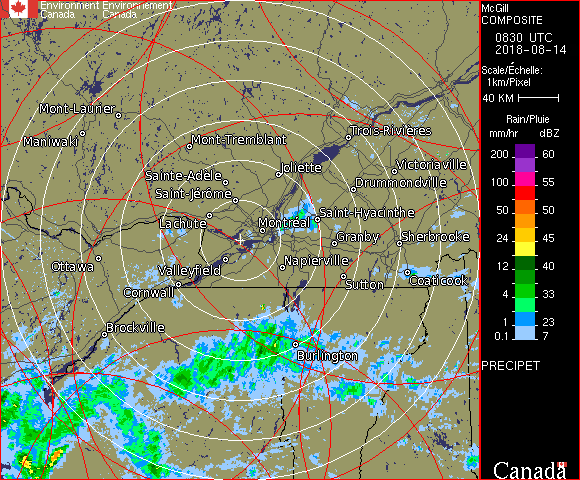 Environment Environnement
Canada Canada
McGill
COMPOSITE
0830 UTC
2018-08-14
Scale/Échelle:
1km/Pixel
40 KM
Rain/Pluie
mm/hr dBZ
200 60
100 55
50 50
24 45
12 40
4 33
1 23
0.1 7
PRECIPET
Canada
Mont-Laurier
Maniwaki
Mont-Tremblant
Trois-Rivières
Joliette
Victoriaville
Sainte-Adèle
Drummondville
Saint-Jérôme
Lachute
Saint-Hyacinthe
Montréal
Granby
Sherbrooke
Ottawa
Valleyfield
Napierville
Cornwall
Sutton
Coaticook
Brockville
Burlington